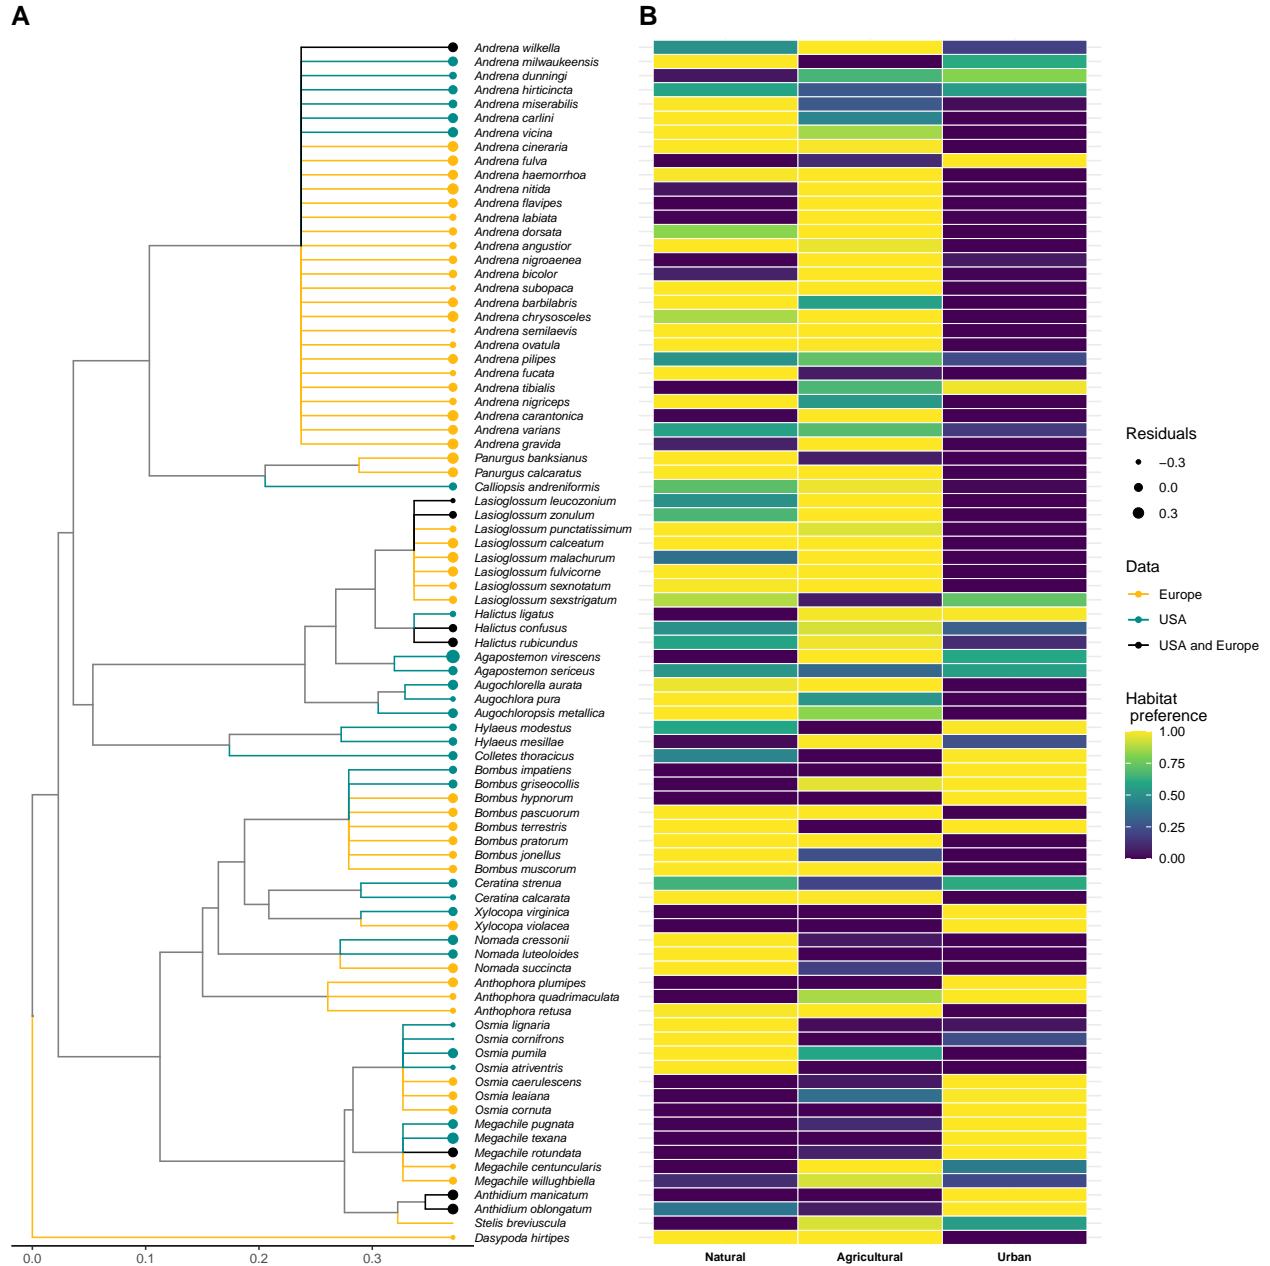 A
B
Andrena wilkella
Andrena milwaukeensis
Andrena dunningi
Andrena hirticincta
Andrena miserabilis
Andrena carlini
Andrena vicina
Andrena cineraria
Andrena fulva
Andrena haemorrhoa
Andrena nitida
Andrena flavipes
Andrena labiata
Andrena dorsata
Andrena angustior
Andrena nigroaenea
Andrena bicolor
Andrena subopaca
Andrena barbilabris
Andrena chrysosceles
Andrena semilaevis
Andrena ovatula
Andrena pilipes
Andrena fucata
Andrena tibialis
Andrena nigriceps
Andrena carantonica
Andrena varians
Andrena gravida
Panurgus banksianus
Panurgus calcaratus
Calliopsis andreniformis
Lasioglossum leucozonium
Lasioglossum zonulum
Lasioglossum punctatissimum
Lasioglossum calceatum
Lasioglossum malachurum
Lasioglossum fulvicorne
Lasioglossum sexnotatum
Lasioglossum sexstrigatum
Halictus ligatus
Halictus confusus
Halictus rubicundus
Agapostemon virescens
Agapostemon sericeus
Augochlorella aurata
Augochlora pura
Augochloropsis metallica
Hylaeus modestus
Hylaeus mesillae
Colletes thoracicus
Bombus impatiens
Bombus griseocollis
Bombus hypnorum
Bombus pascuorum
Bombus terrestris
Bombus pratorum
Bombus jonellus
Bombus muscorum
Ceratina strenua
Ceratina calcarata
Xylocopa virginica
Xylocopa violacea
Nomada cressonii
Nomada luteoloides
Nomada succincta
Anthophora plumipes
Anthophora quadrimaculata
Anthophora retusa
Osmia lignaria
Osmia cornifrons
Osmia pumila
Osmia atriventris
Osmia caerulescens
Osmia leaiana
Osmia cornuta
Megachile pugnata
Megachile texana
Megachile rotundata
Megachile centuncularis
Megachile willughbiella
Anthidium manicatum
Anthidium oblongatum
Stelis breviuscula
Dasypoda hirtipes
0.0 0.1 0.2 0.3
Natural Agricultural Urban
Residuals
−0.3
0.0
0.3
Data
Europe
USA
USA and Europe
Habitat
preference
1.00
0.75
0.50
0.25
0.00